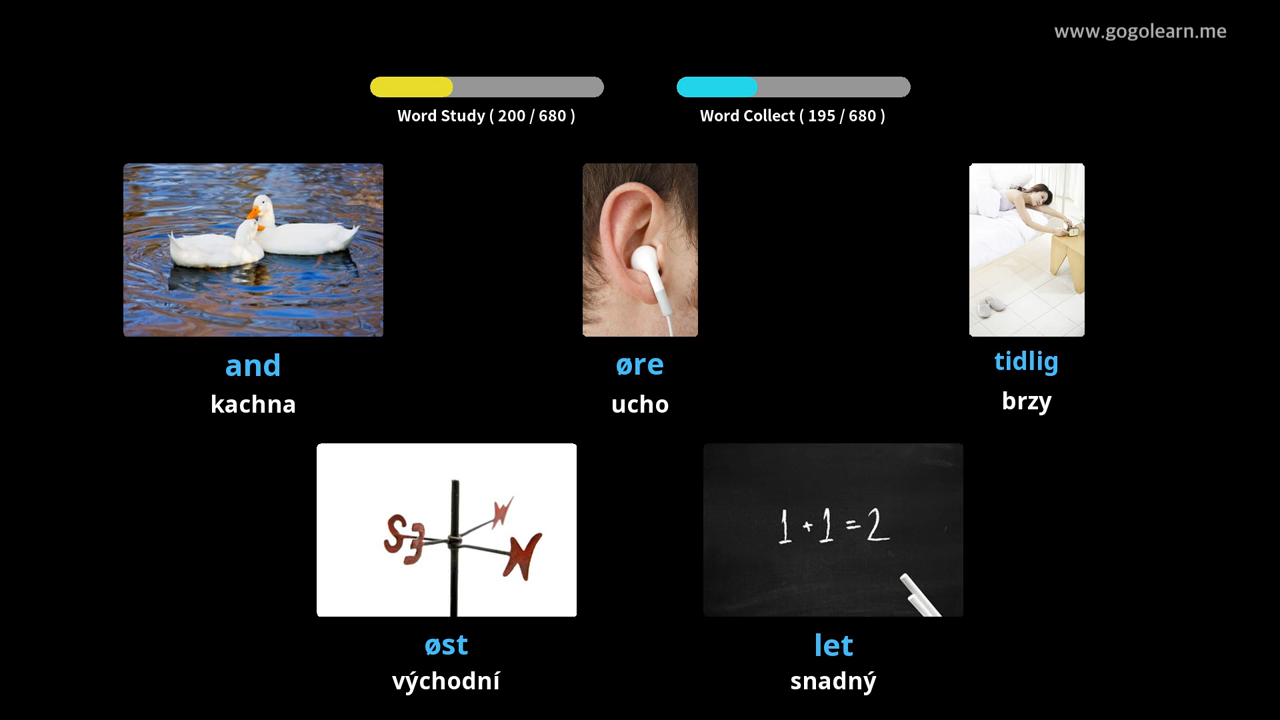 www.gogolearn.me
Word Study ( 200 / 680 )
Word Collect ( 195 / 680 )
and
kachna
øre
ucho
tidlig
brzy
S E N
1 + 1 = 2
øst
východní
let
snadný